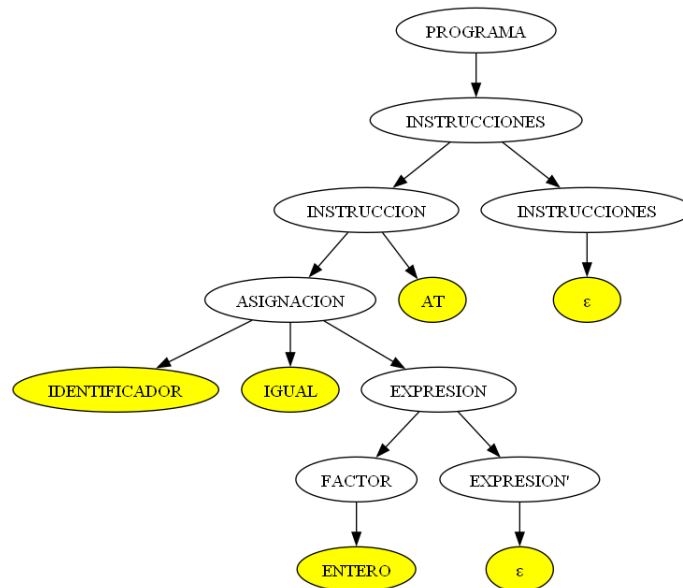 PROGRAMA
INSTRUCCIONES
INSTRUCCION
INSTRUCCIONES
ASIGNACION
AT
ε
IDENTIFICADOR
IGUAL
EXPRESION
FACTOR
EXPRESION'
ENTERO
ε